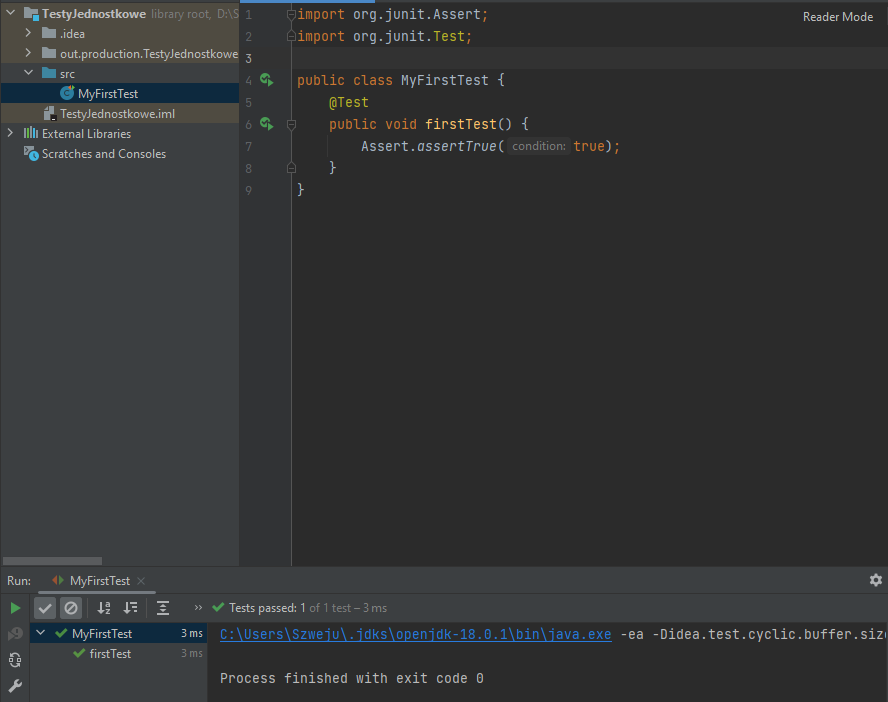 TestyJednostkowe library root, D:\S
.idea
out.production.TestyJednostkowe
src
MyFirstTest
TestyJednostkowe.iml
External Libraries
Scratches and Consoles
Reader Mode
1 import org.junit.Assert;
2 import org.junit.Test;
3
4 public class MyFirstTest {
5 @Test
6 public void firstTest() {
7 Assert.assertTrue( condition: true);
8 }
9 }
Run: MyFirstTest
Tests passed: 1 of 1 test – 3 ms
MyFirstTest 3 ms
firstTest 3 ms
C:\Users\Szweju\.jdks\openjdk-18.0.1\bin\java.exe -ea -Didea.test.cyclic.buffer.size
Process finished with exit code 0